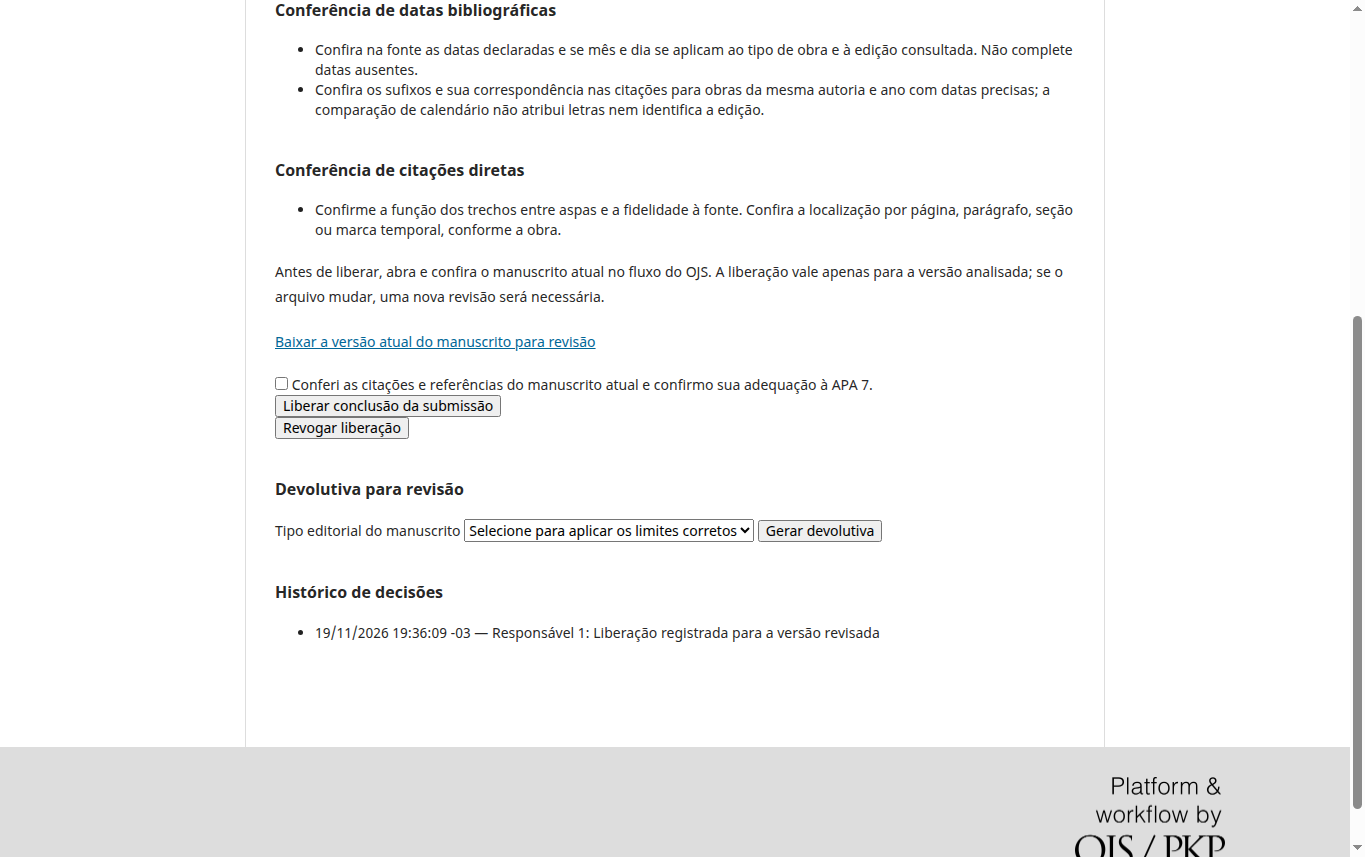 Conferência de datas bibliográficas
Confira na fonte as datas declaradas e se mês e dia se aplicam ao tipo de obra e à edição consultada. Não complete
datas ausentes.
Confira os sufixos e sua correspondência nas citações para obras da mesma autoria e ano com datas precisas; a
comparação de calendário não atribui letras nem identifica a edição.
Conferência de citações diretas
Confirme a função dos trechos entre aspas e a fidelidade à fonte. Confira a localização por página, parágrafo, seção
ou marca temporal, conforme a obra.
Antes de liberar, abra e confira o manuscrito atual no fluxo do OJS. A liberação vale apenas para a versão analisada; se o
arquivo mudar, uma nova revisão será necessária.
Baixar a versão atual do manuscrito para revisão
Conferi as citações e referências do manuscrito atual e confirmo sua adequação à APA 7.
Liberar conclusão da submissão
Revogar liberação
Devolutiva para revisão
Tipo editorial do manuscrito Selecione para aplicar os limites corretos Gerar devolutiva
Histórico de decisões
19/11/2026 19:36:09 -03 — Responsável 1: Liberação registrada para a versão revisada
Platform &
workflow by
OJS / PKP